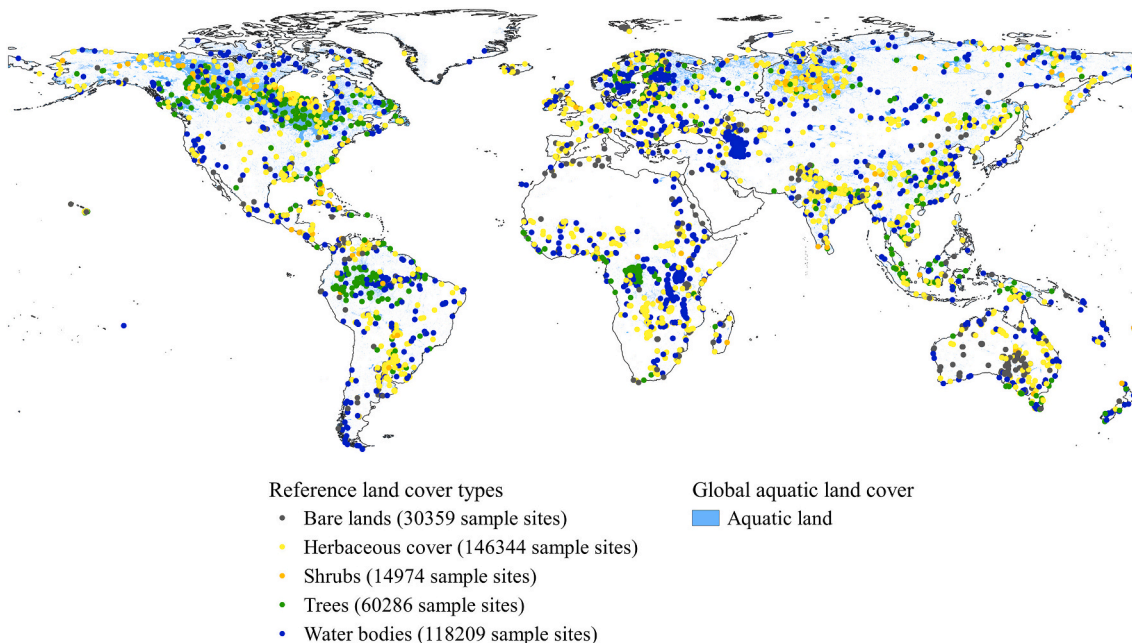 Reference land cover types
Bare lands (30359 sample sites)
Herbaceous cover (146344 sample sites)
Shrubs (14974 sample sites)
Trees (60286 sample sites)
Water bodies (118209 sample sites)
Global aquatic land cover
Aquatic land